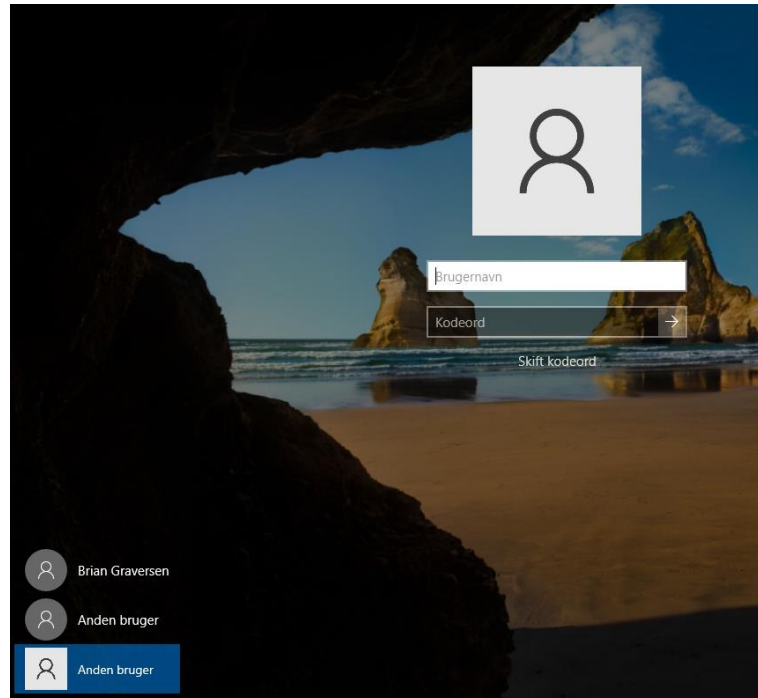 Brugernavn
Kodeord
Skift kodeord
Brian Graversen
Anden bruger
Anden bruger